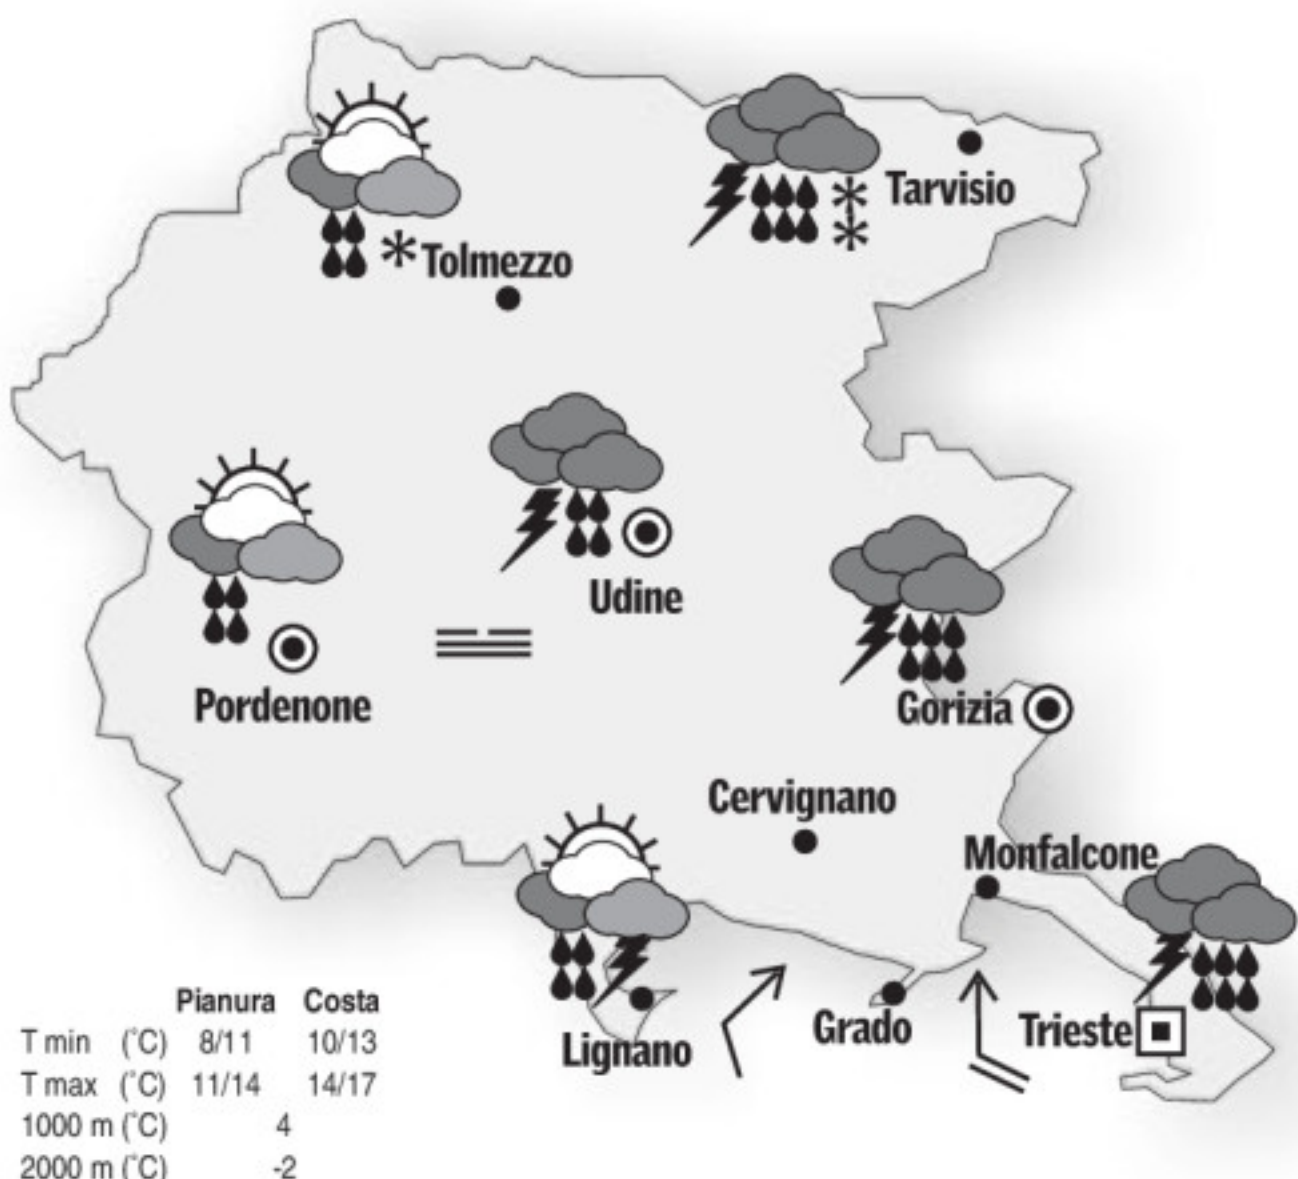 Tarvisio
Tolmezzo
Udine
Pordenone
Gorizia
Cervignano
Monfalcone
Grado
Trieste
Lignano
Pianura Costa
T min (°C) 8/11 10/13
T max (°C) 11/14 14/17
1000 m (°C) 4
2000 m (°C) -2